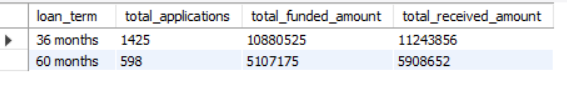 loan_term total_applications total_funded_amount total_received_amount
36 months 1425 10880525 11243856
60 months 598 5107175 5908652